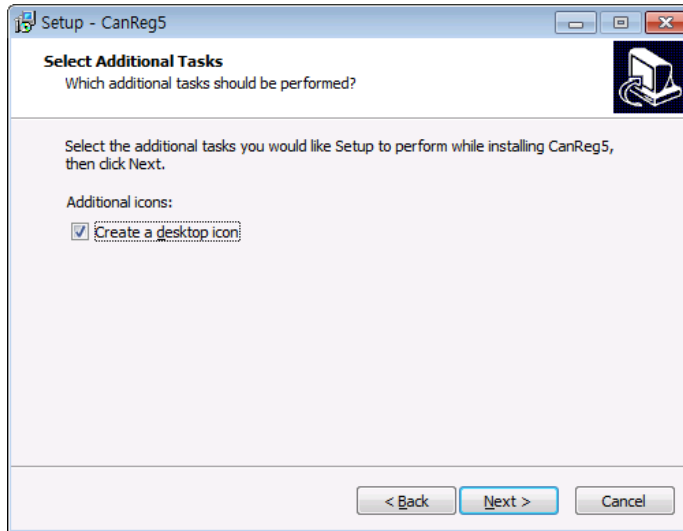 Setup - CanReg5
Select Additional Tasks
Which additional tasks should be performed?
Select the additional tasks you would like Setup to perform while installing CanReg5,
then click Next.
Additional icons:
Create a desktop icon
< Back
Next >
Cancel